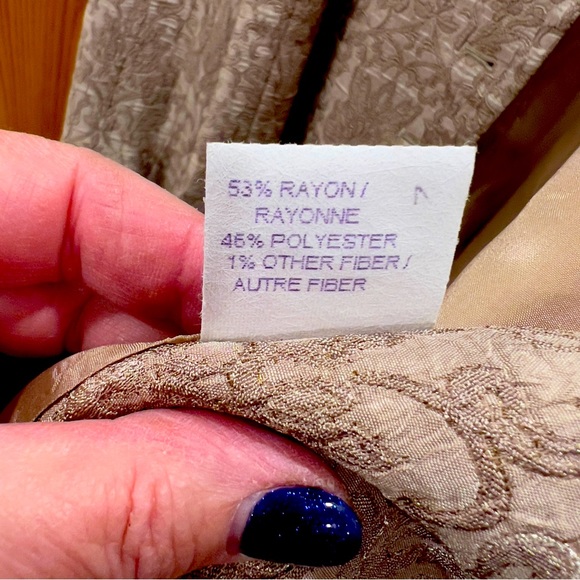 53% RAYON/
RAYONNE
46% POLYESTER
1% OTHER FIBER/
AUTRE FIBER